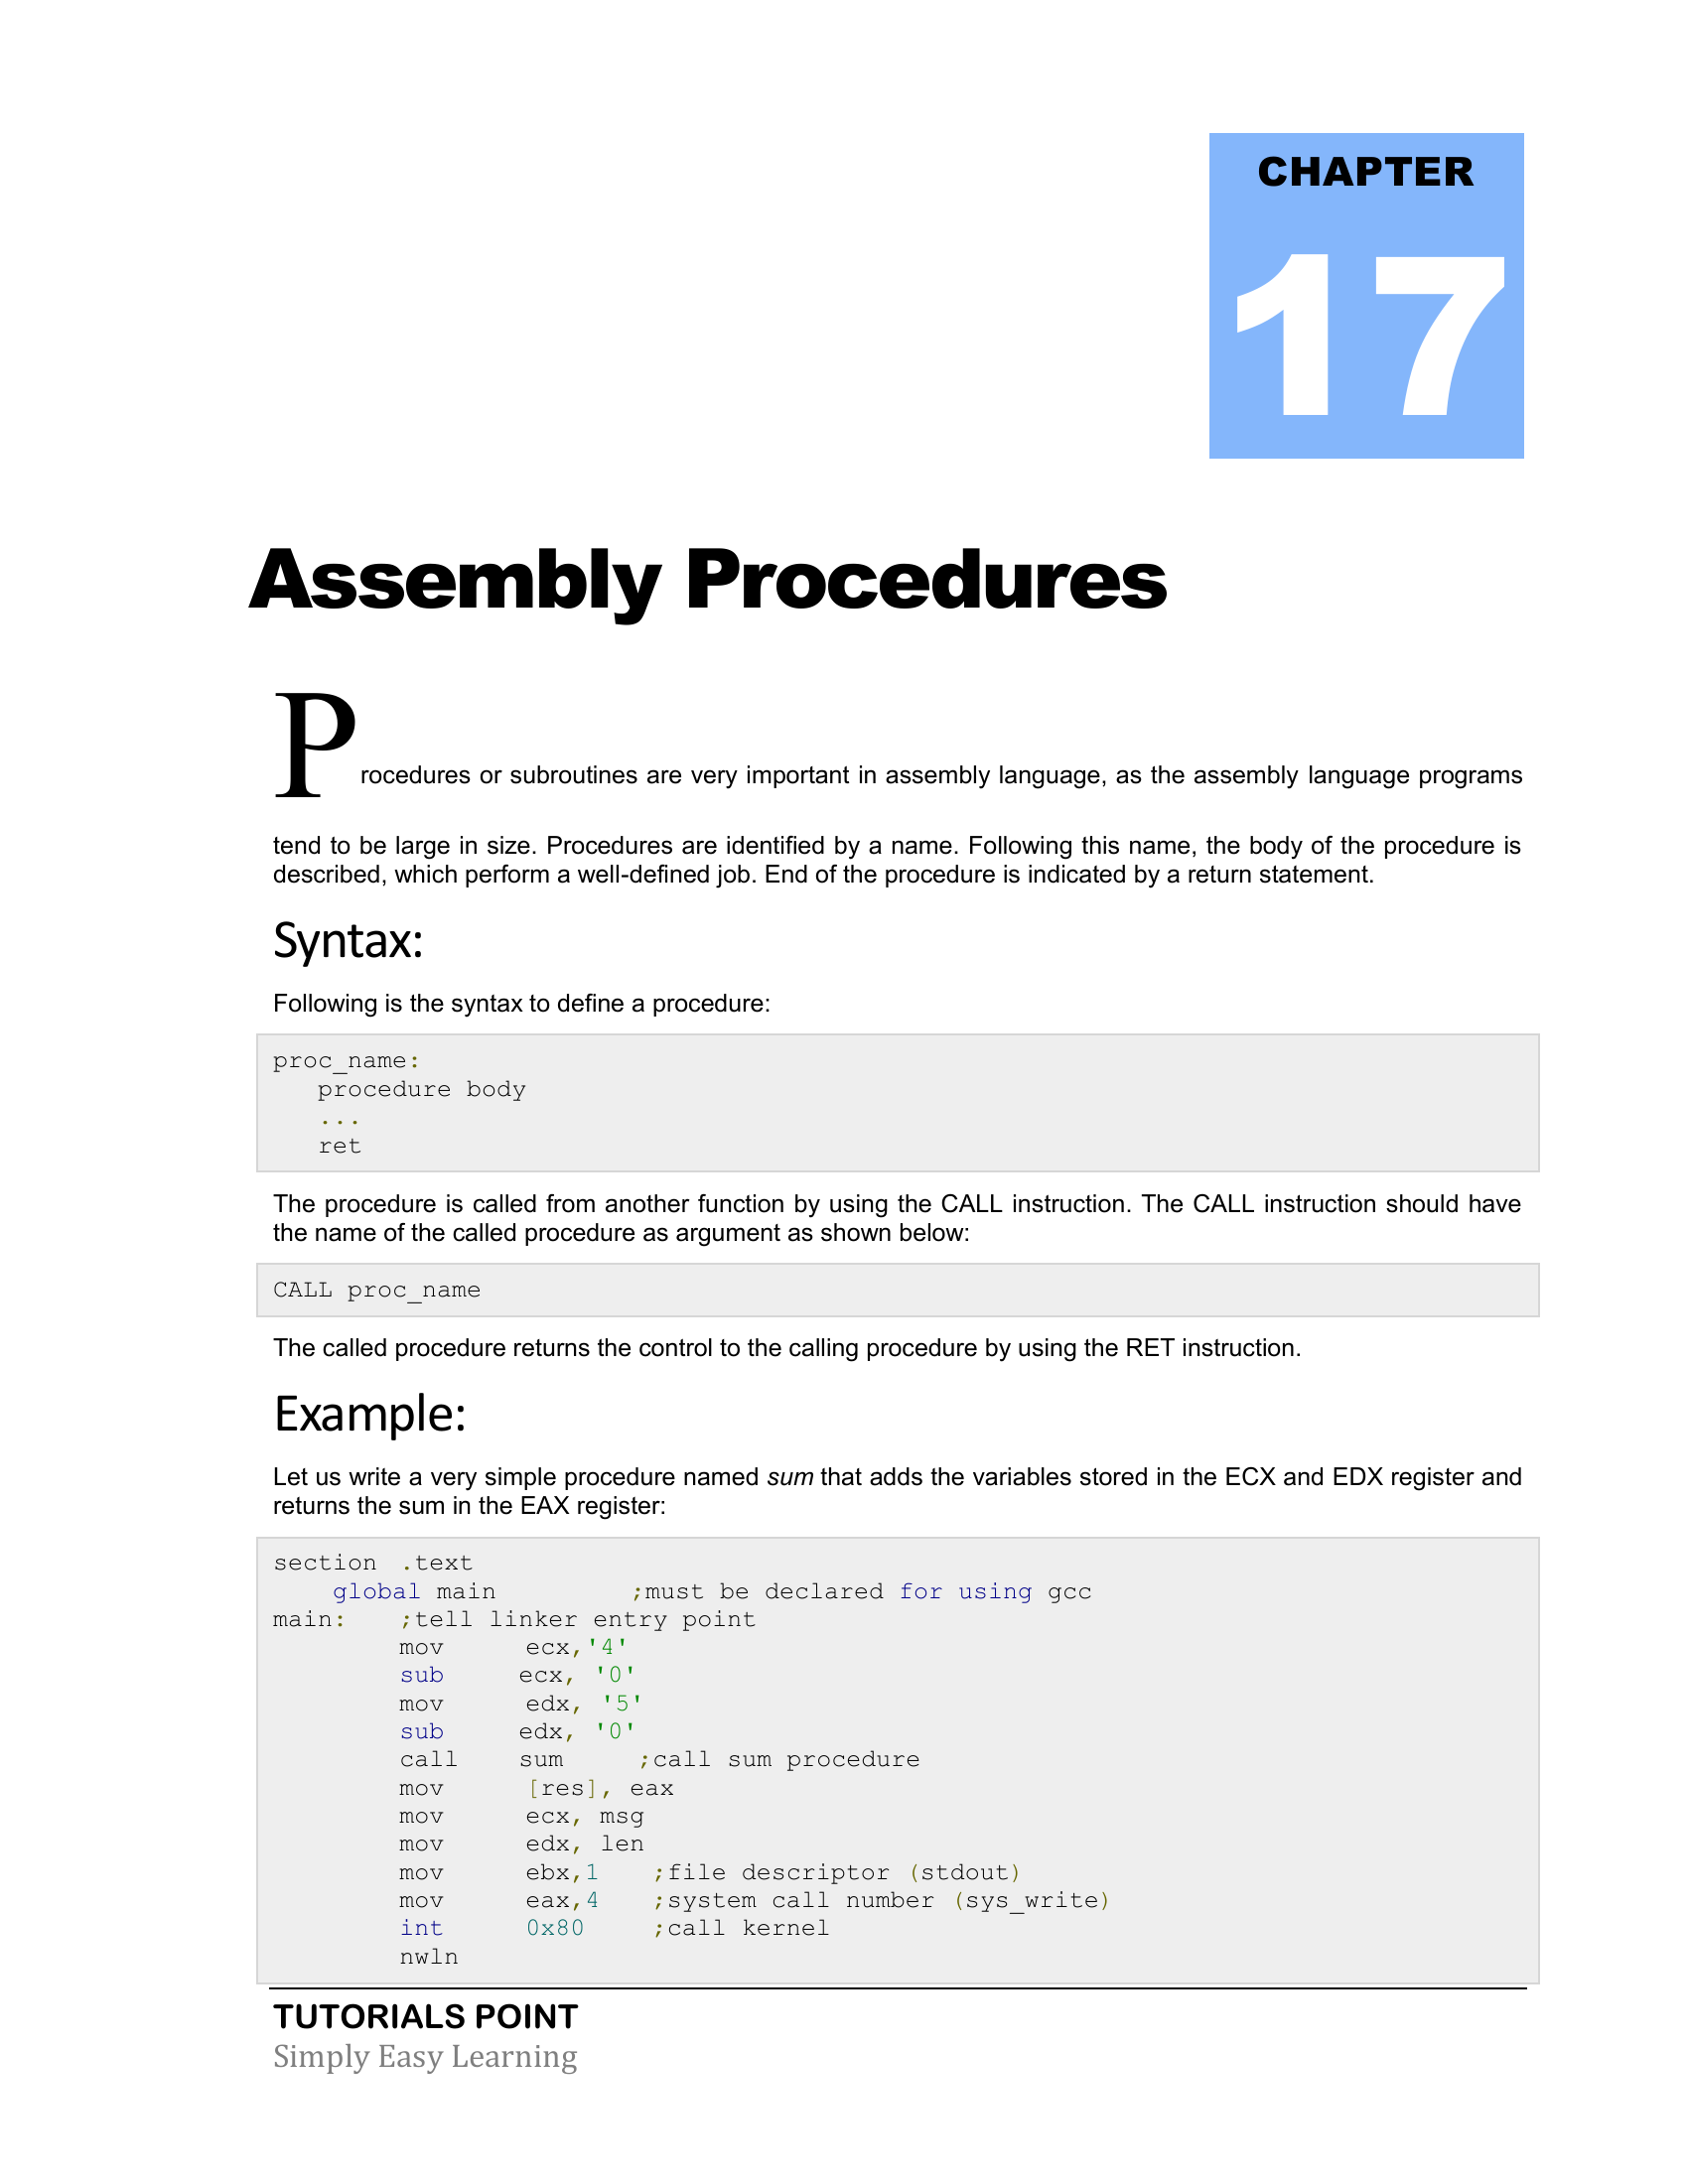 CHAPTER
17
Assembly Procedures
Procedures or subroutines are very important in assembly language, as the assembly language programs
tend to be large in size. Procedures are identified by a name. Following this name, the body of the procedure is
described, which perform a well-defined job. End of the procedure is indicated by a return statement.
Syntax:
Following is the syntax to define a procedure:
proc_name:
   procedure body
   ...
   ret
The procedure is called from another function by using the CALL instruction. The CALL instruction should have
the name of the called procedure as argument as shown below:
CALL proc_name
The called procedure returns the control to the calling procedure by using the RET instruction.
Example:
Let us write a very simple procedure named sum that adds the variables stored in the ECX and EDX register and
returns the sum in the EAX register:
section .text
    global main         ;must be declared for using gcc
main:   ;tell linker entry point
        mov     ecx,'4'
        sub     ecx, '0'
        mov     edx, '5'
        sub     edx, '0'
        call    sum     ;call sum procedure
        mov     [res], eax
        mov     ecx, msg
        mov     edx, len
        mov     ebx,1   ;file descriptor (stdout)
        mov     eax,4   ;system call number (sys_write)
        int     0x80    ;call kernel
        nwln
TUTORIALS POINT
Simply Easy Learning